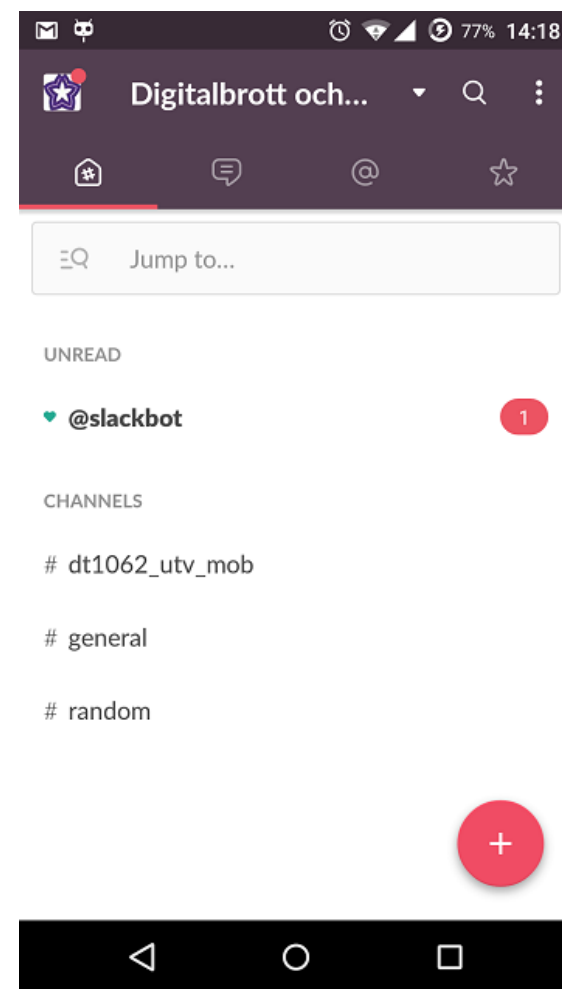 77% 14:18
Digitalbrott och...
Jump to...
UNREAD
@slackbot 1
CHANNELS
# dt1062_utv_mob
# general
# random
+